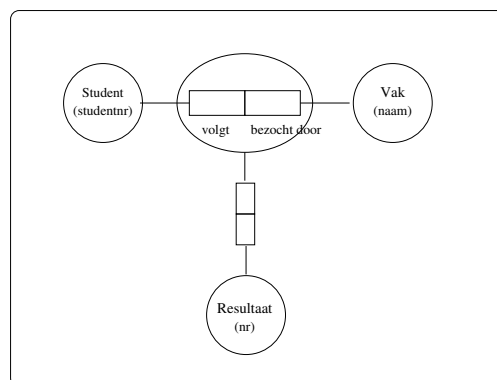 Student
(studentnr)
volgt
bezocht door
Vak
(naam)
Resultaat
(nr)